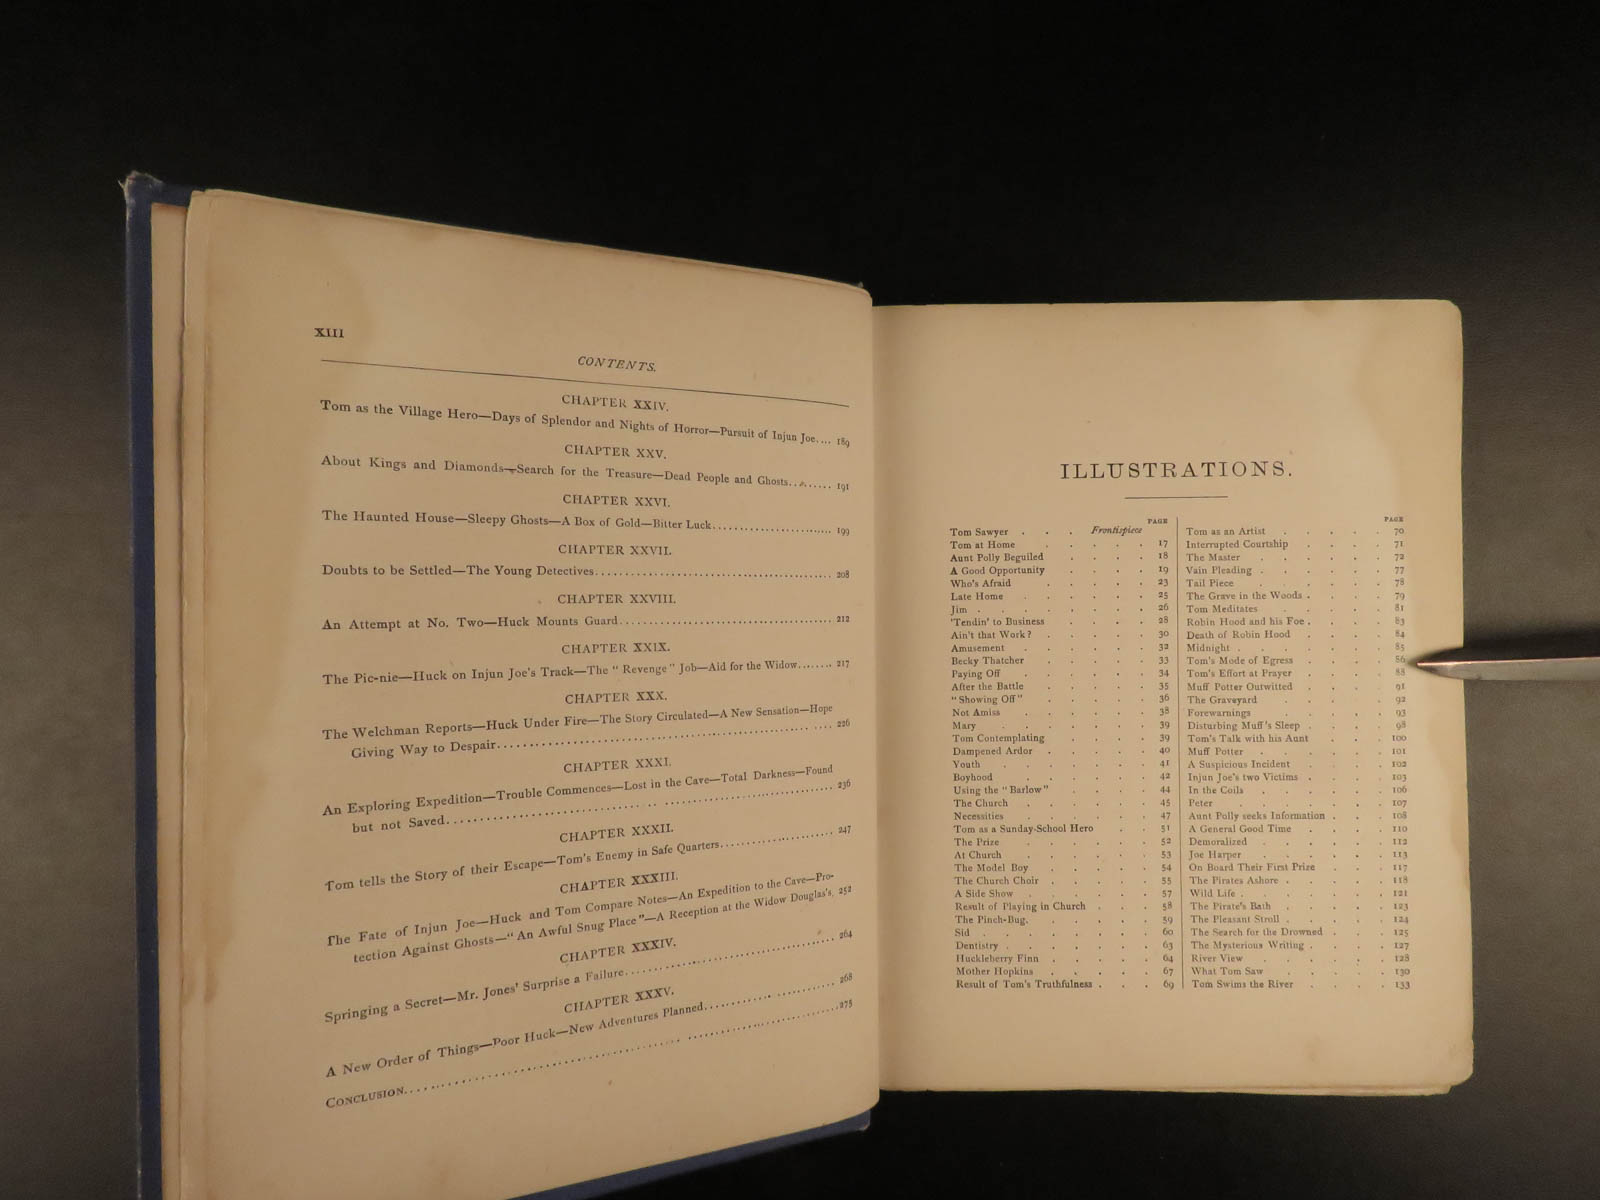 XIII
CONTENTS.
CHAPTER XXIV.
Tom as the Village Hero—Days of Splendor and Nights of Horror—Pursuit of Injun Joe.... 189
CHAPTER XXV.
About Kings and Diamonds—Search for the Treasure—Dead People and Ghosts......... 191
CHAPTER XXVI.
The Haunted House—Sleepy Ghosts—A Box of Gold—Bitter Luck........................ 199
CHAPTER XXVII.
Doubts to be Settled—The Young Detectives................................................ 208
CHAPTER XXVIII.
An Attempt at No. Two—Huck Mounts Guard........................................... 212
CHAPTER XXIX.
The Pic-nie—Huck on Injun Joe's Track—The "Revenge" Job—Aid for the Widow........ 217
CHAPTER XXX.
The Welchman Reports—Huck Under Fire—The Story Circulated—A New Sensation—Hope
Giving Way to Despair............................................................ 226
CHAPTER XXXI.
An Exploring Expedition—Trouble Commences—Lost in the Cave—Total Darkness—Found
but not Saved.................................................................... 236
CHAPTER XXXII.
Tom tells the Story of their Escape—Tom's Enemy in Safe Quarters...................... 247
CHAPTER XXXIII.
The Fate of Injun Joe—Huck and Tom Compare Notes—An Expedition to the Cave—Pro-
tection Against Ghosts—"An Awful Snug Place"—A Reception at the Widow Douglas's. 252
CHAPTER XXXIV.
Springing a Secret—Mr. Jones' Surprise a Failure........................................ 264
CHAPTER XXXV.
A New Order of Things—Poor Huck—New Adventures Planned......................... 268
CONCLUSION.......................................................................275
ILLUSTRATIONS.
PAGE
Tom Sawyer . . . Frontispiece
Tom at Home . . . . . 17
Aunt Polly Beguiled . . . . 18
A Good Opportunity . . . . 19
Who's Afraid . . . . . 23
Late Home . . . . . . 25
Jim . . . . . . . . 26
'Tendin' to Business . . . . 28
Ain't that Work? . . . . . 30
Amusement . . . . . . 32
Becky Thatcher . . . . . 33
Paying Off . . . . . . 34
After the Battle . . . . . 35
"Showing Off" . . . . . 36
Not Amiss . . . . . . 38
Mary . . . . . . . 39
Tom Contemplating . . . . 39
Dampened Ardor . . . . . 40
Youth . . . . . . . 41
Boyhood . . . . . . 42
Using the "Barlow" . . . . 44
The Church . . . . . . 45
Necessities . . . . . . 47
Tom as a Sunday-School Hero . . 51
The Prize . . . . . . 52
At Church . . . . . . 53
The Model Boy . . . . . 54
The Church Choir . . . . . 55
A Side Show . . . . . . 57
Result of Playing in Church . . . 58
The Pinch-Bug. . . . . . 59
Sid . . . . . . . . 60
Dentistry . . . . . . . 63
Huckleberry Finn . . . . . 64
Mother Hopkins . . . . . 67
Result of Tom's Truthfulness . . . 69
PAGE
Tom as an Artist . . . . . 70
Interrupted Courtship . . . . 71
The Master . . . . . . 72
Vain Pleading . . . . . . 77
Tail Piece . . . . . . 78
The Grave in the Woods . . . . 79
Tom Meditates . . . . . 81
Robin Hood and his Foe . . . . 83
Death of Robin Hood . . . . 84
Midnight . . . . . . . 85
Tom's Mode of Egress . . . . 86
Tom's Effort at Prayer . . . . 88
Muff Potter Outwitted . . . . 91
The Graveyard . . . . . 92
Forewarnings . . . . . 93
Disturbing Muff's Sleep . . . . 98
Tom's Talk with his Aunt . . . 100
Muff Potter . . . . . . 101
A Suspicious Incident . . . . 102
Injun Joe's two Victims . . . . 103
In the Coils . . . . . . 106
Peter . . . . . . . 107
Aunt Polly seeks Information . . . 108
A General Good Time . . . . 110
Demoralized . . . . . . 112
Joe Harper . . . . . . 113
On Board Their First Prize . . . 117
The Pirates Ashore . . . . . 118
Wild Life . . . . . . . 121
The Pirate's Bath . . . . . 123
The Pleasant Stroll . . . . . 124
The Search for the Drowned . . . 125
The Mysterious Writing . . . . 127
River View . . . . . . 128
What Tom Saw . . . . . 130
Tom Swims the River . . . . 133